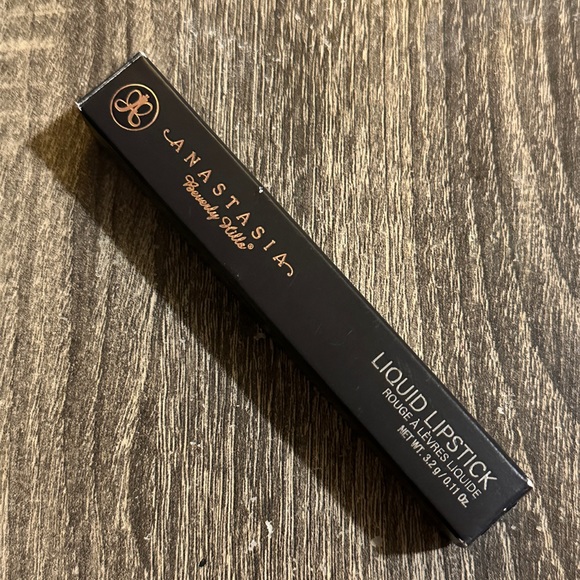 ANASTASIA
Beverly Hills®
LIQUID LIPSTICK
ROUGE À LÈVRES LIQUIDE
NET WT. 3.2 g / 0.11 Oz